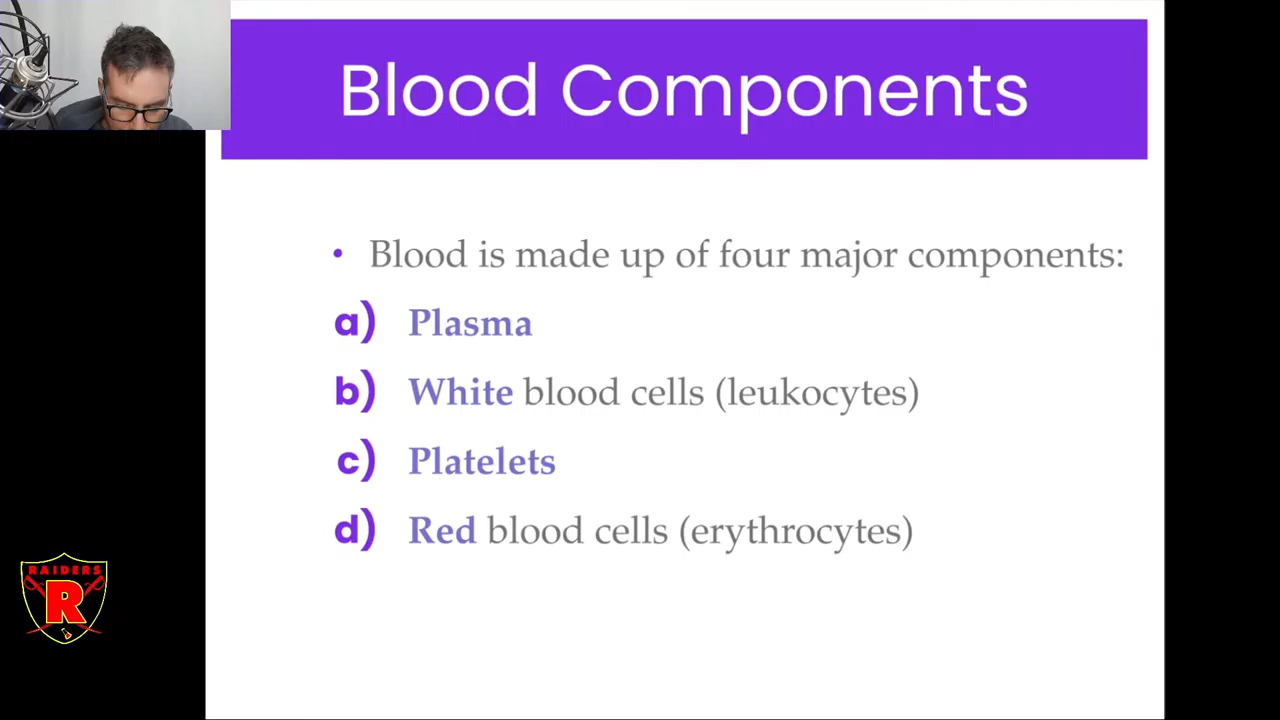 Blood Components
• Blood is made up of four major components:
a) Plasma
b) White blood cells (leukocytes)
c) Platelets
d) Red blood cells (erythrocytes)
RAIDERS
R